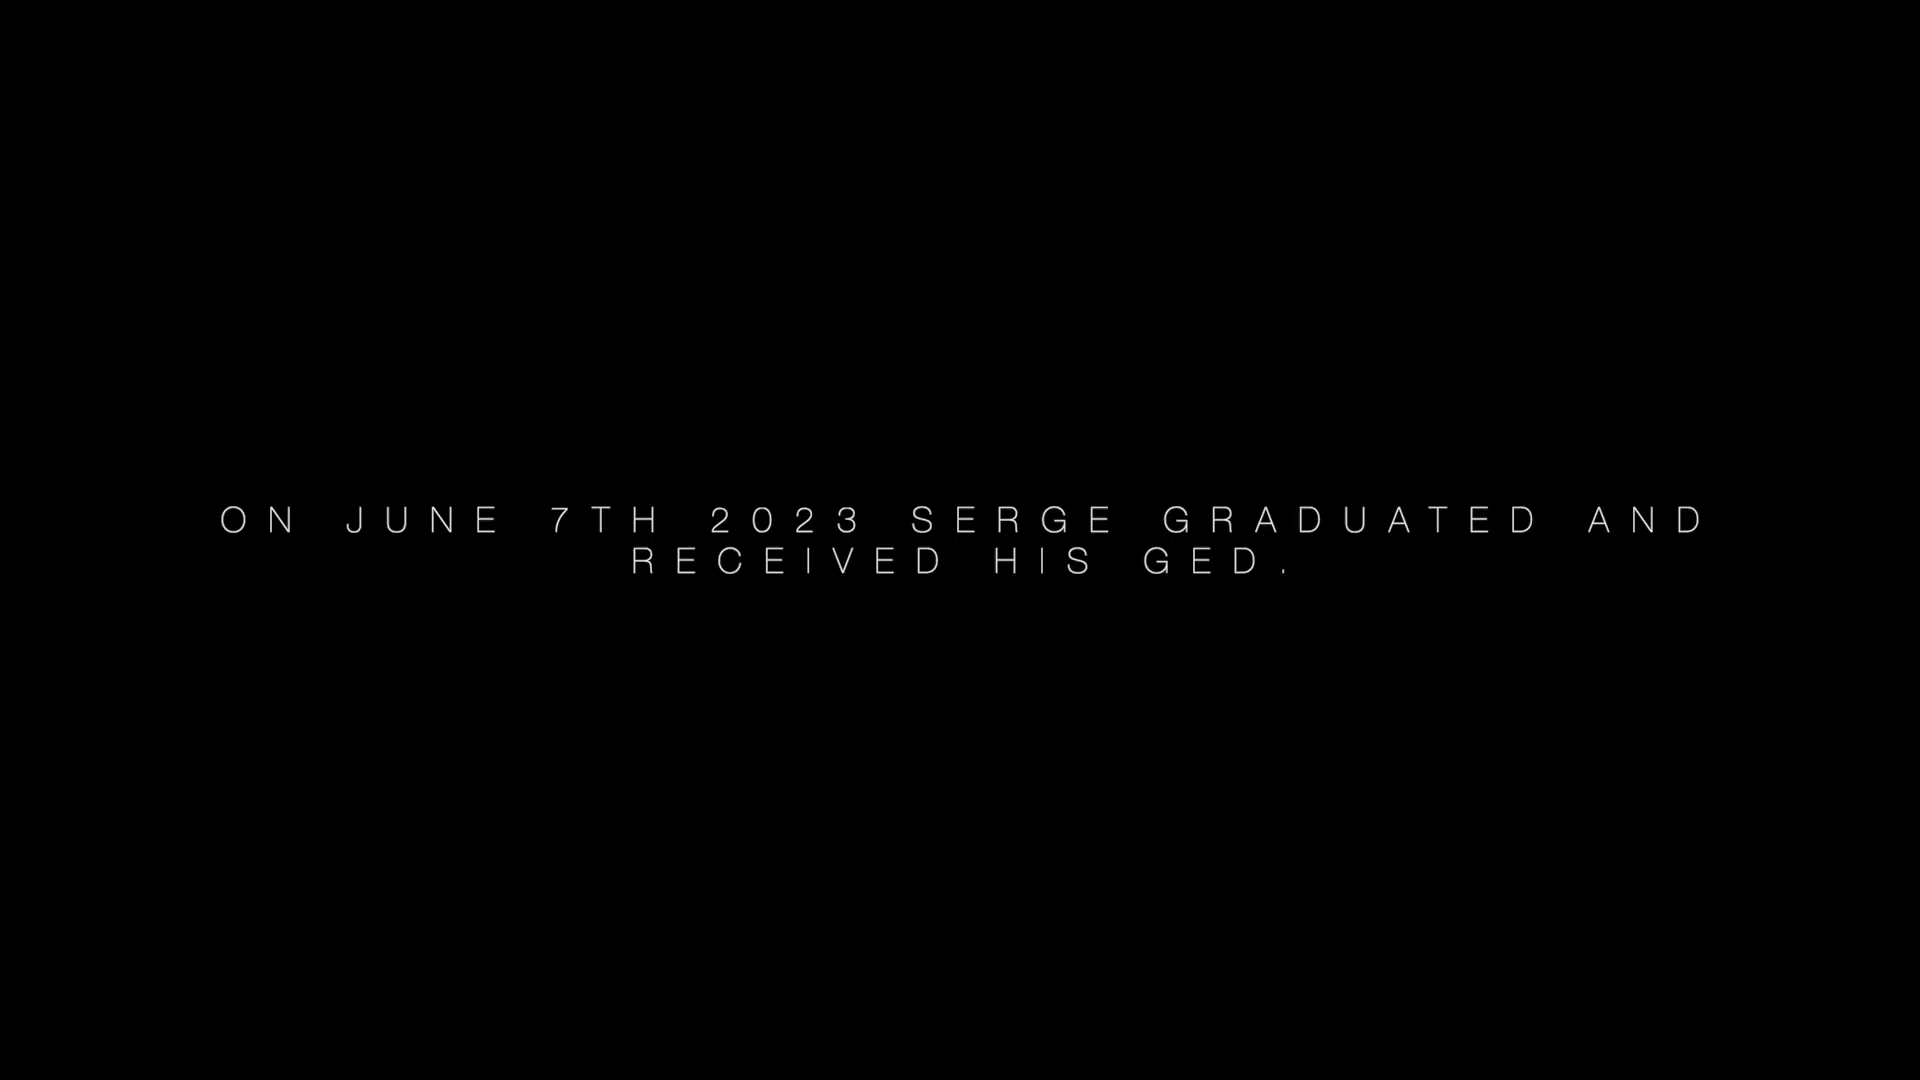 ON JUNE 7TH 2023 SERGE GRADUATED AND
RECEIVED HIS GED.